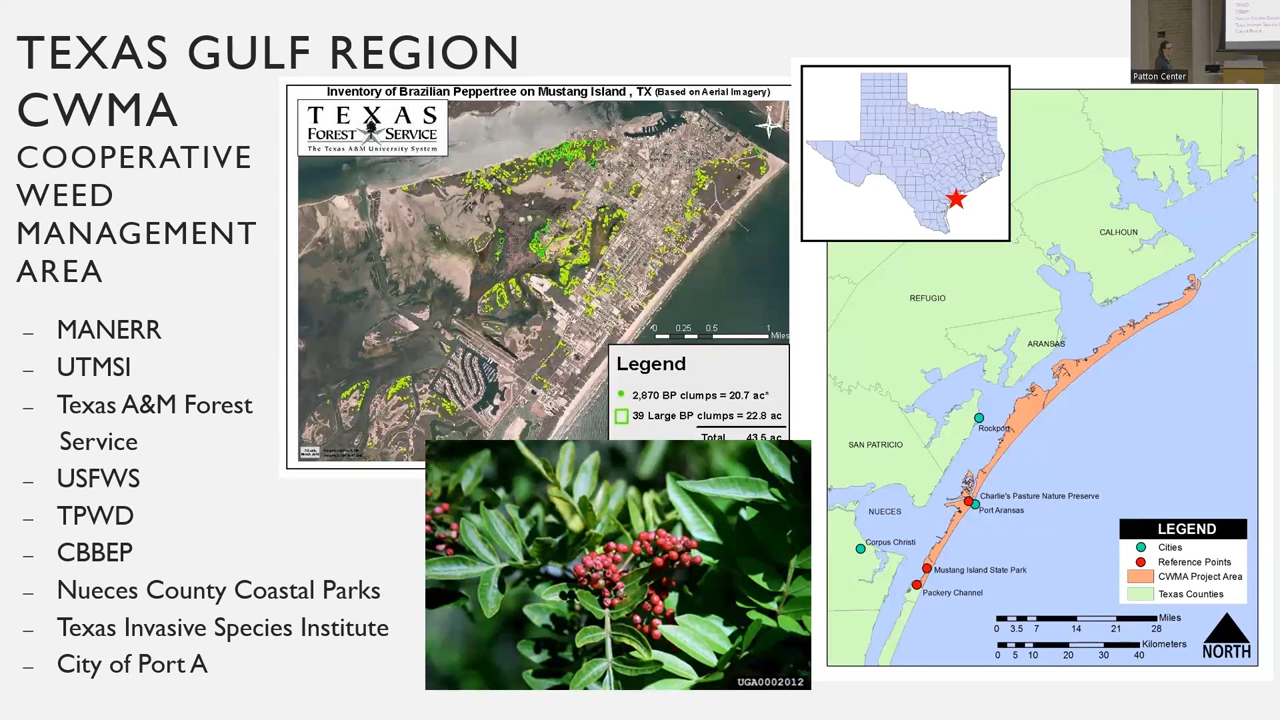 TEXAS GULF REGION
CWMA
COOPERATIVE
WEED
MANAGEMENT
AREA
– MANERR
– UTMSI
– Texas A&M Forest
Service
– USFWS
– TPWD
– CBBEP
– Nueces County Coastal Parks
– Texas Invasive Species Institute
– City of Port A
Inventory of Brazilian Peppertree on Mustang Island , TX (Based on Aerial Imagery)
TEXAS
FOREST SERVICE
The Texas A&M University System
0 0.25 0.5 1
Miles
Legend
2,870 BP clumps = 20.7 ac*
39 Large BP clumps = 22.8 ac
Total 43.5 ac
UGA0002012
Patton Center
CALHOUN
REFUGIO
ARANSAS
Rockport
SAN PATRICIO
Charlie's Pasture Nature Preserve
Port Aransas
NUECES
Corpus Christi
Mustang Island State Park
Packery Channel
LEGEND
Cities
Reference Points
CWMA Project Area
Texas Counties
Miles
0 3.5 7 14 21 28
Kilometers
0 5 10 20 30 40
NORTH